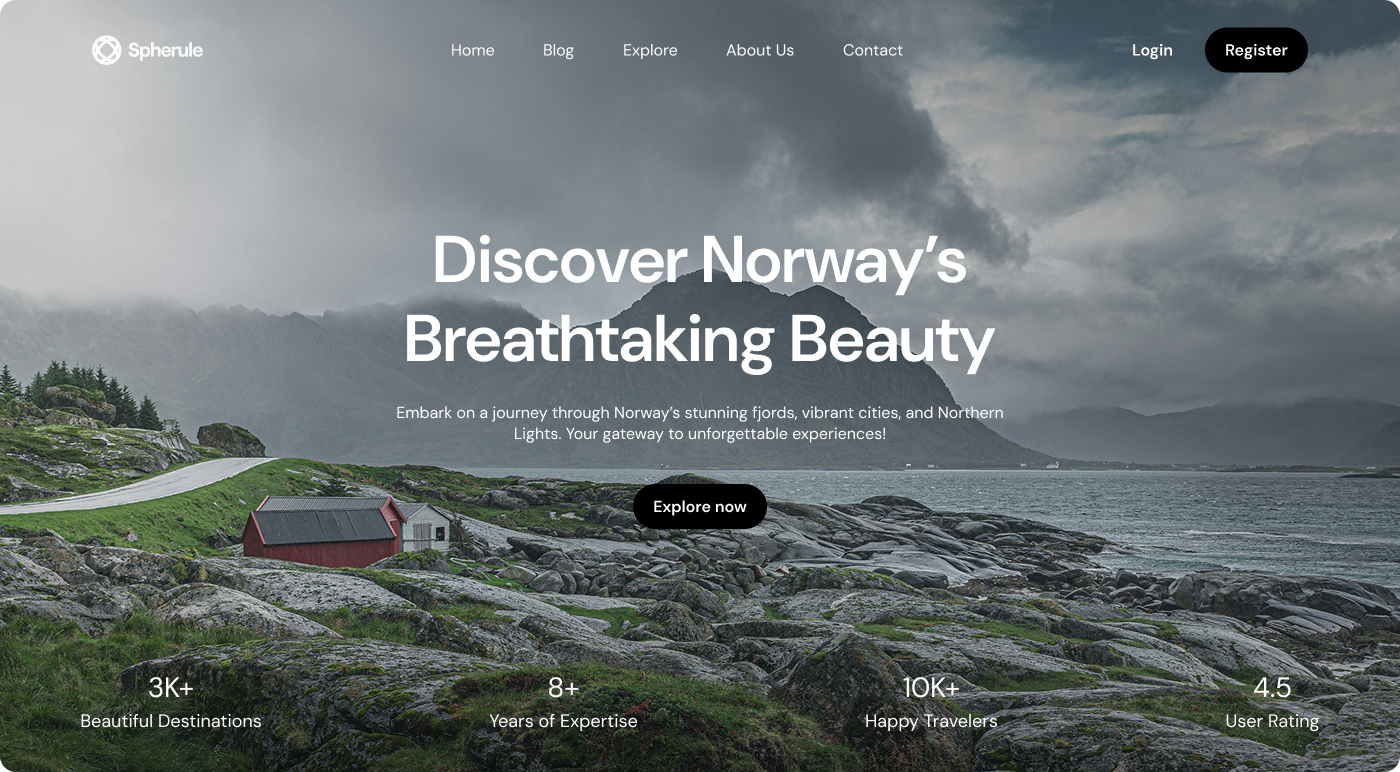 Spherule
Home
Blog
Explore
About Us
Contact
Login
Register
Discover Norway’s
Breathtaking Beauty
Embark on a journey through Norway’s stunning fjords, vibrant cities, and Northern
Lights. Your gateway to unforgettable experiences!
Explore now
3K+
Beautiful Destinations
8+
Years of Expertise
10K+
Happy Travelers
4.5
User Rating